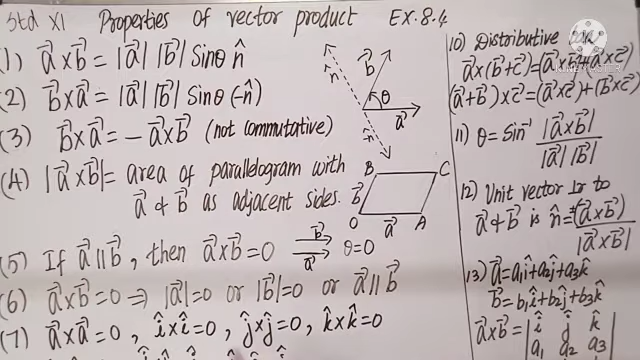 Std XI Properties of vector product EX.8.4
(1) a⃗×b⃗ = |a⃗| |b⃗| Sinθ n̂
(2) b⃗×a⃗ = |a⃗| |b⃗| Sinθ (-n̂)
(3) b⃗×a⃗ = - a⃗×b⃗ (not commutative)
(4) |a⃗×b⃗| = area of parallelogram with
a⃗ & b⃗ as adjacent sides.
(5) If a⃗ ∥ b⃗, then a⃗×b⃗ = 0
(6) a⃗×b⃗ = 0 ⇒ |a⃗|=0 or |b⃗|=0 or a⃗ ∥ b⃗
(7) a⃗×a⃗ = 0, î×î=0, ĵ×ĵ=0, k̂×k̂=0
n̂
b⃗
θ
a⃗
-n̂
B C
b⃗
O a⃗ A
b⃗
a⃗ θ=0
10) Distributive
a⃗×(b⃗+c⃗)=(a⃗×b⃗)+(a⃗×c⃗)
(a⃗+b⃗)×c⃗=(a⃗×c⃗)+(b⃗×c⃗)
11) θ = Sin⁻¹ |a⃗×b⃗| / |a⃗| |b⃗|
12) Unit vector ⊥r to
a⃗ & b⃗ is n̂ = ±(a⃗×b⃗) / |a⃗×b⃗|
13) a⃗ = a₁î+a₂ĵ+a₃k̂
b⃗ = b₁î+b₂ĵ+b₃k̂
a⃗×b⃗ = | î ĵ k̂
a₁ a₂ a₃ |